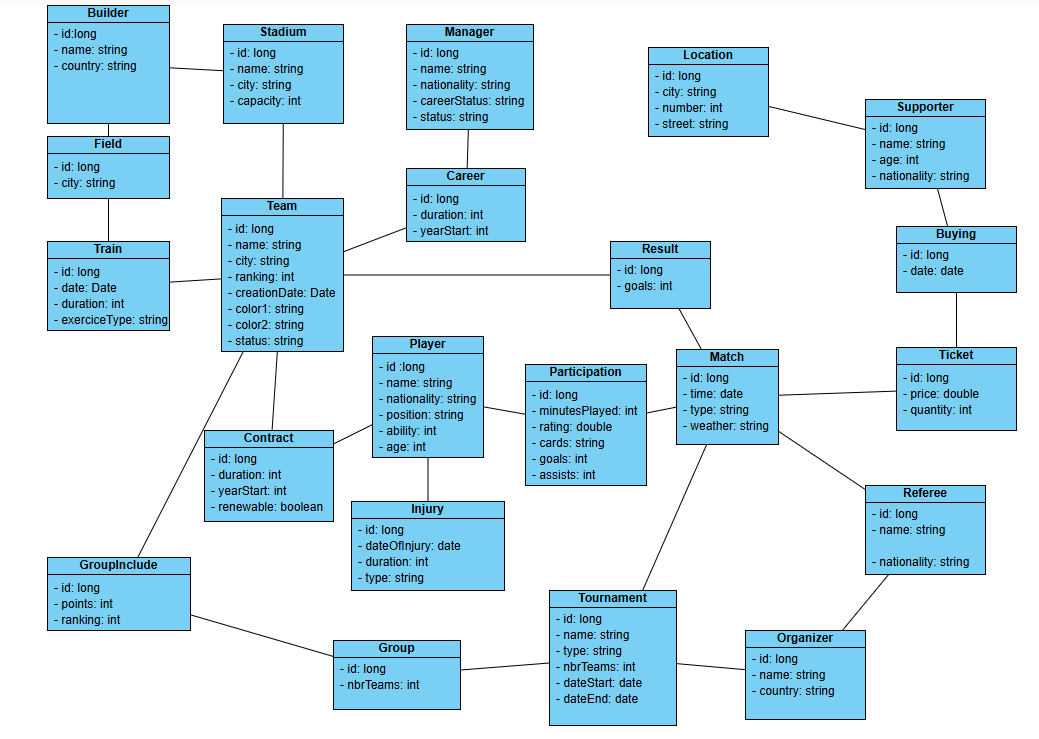 Builder
- id:long
- name: string
- country: string
Stadium
- id: long
- name: string
- city: string
- capacity: int
Manager
- id: long
- name: string
- nationality: string
- careerStatus: string
- status: string
Location
- id: long
- city: string
- number: int
- street: string
Supporter
- id: long
- name: string
- age: int
- nationality: string
Field
- id: long
- city: string
Career
- id: long
- duration: int
- yearStart: int
Team
- id: long
- name: string
- city: string
- ranking: int
- creationDate: Date
- color1: string
- color2: string
- status: string
Buying
- id: long
- date: date
Train
- id: long
- date: Date
- duration: int
- exerciceType: string
Result
- id: long
- goals: int
Player
- id :long
- name: string
- nationality: string
- position: string
- ability: int
- age: int
Participation
- id: long
- minutesPlayed: int
- rating: double
- cards: string
- goals: int
- assists: int
Match
- id: long
- time: date
- type: string
- weather: string
Ticket
- id: long
- price: double
- quantity: int
Contract
- id: long
- duration: int
- yearStart: int
- renewable: boolean
Injury
- id: long
- dateOfInjury: date
- duration: int
- type: string
Referee
- id: long
- name: string
- nationality: string
GroupInclude
- id: long
- points: int
- ranking: int
Group
- id: long
- nbrTeams: int
Tournament
- id: long
- name: string
- type: string
- nbrTeams: int
- dateStart: date
- dateEnd: date
Organizer
- id: long
- name: string
- country: string